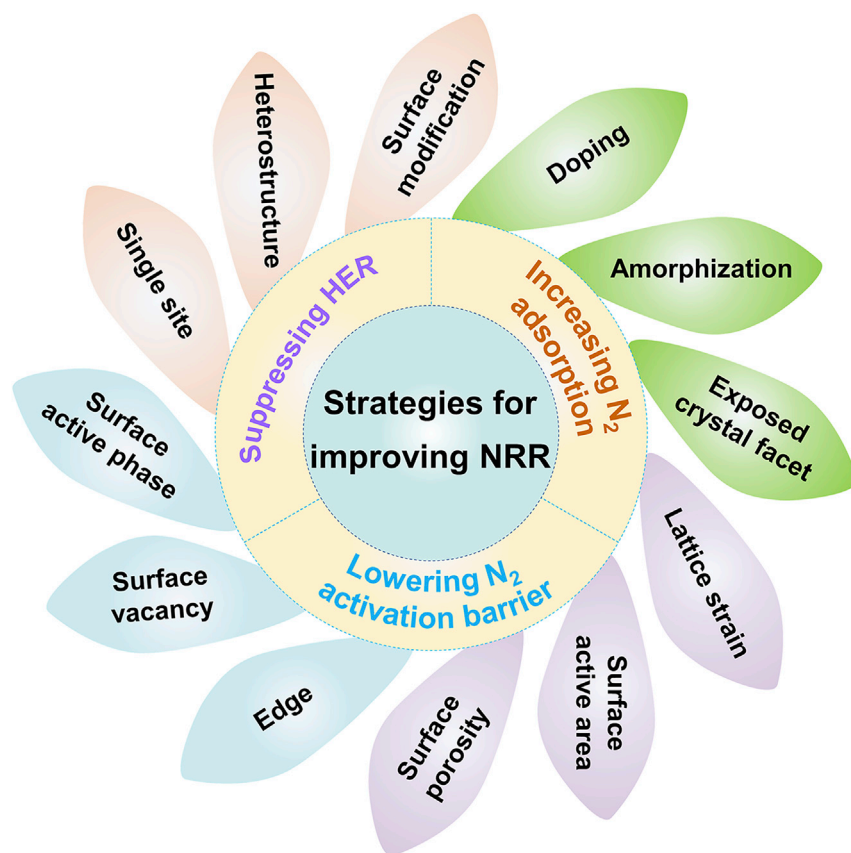 Strategies for
improving NRR
Suppressing HER
Increasing N₂
adsorption
Lowering N₂
activation barrier
Surface
modification
Doping
Amorphization
Exposed
crystal facet
Lattice strain
Surface
active area
Surface
porosity
Edge
Surface
vacancy
Surface
active phase
Single site
Heterostructure